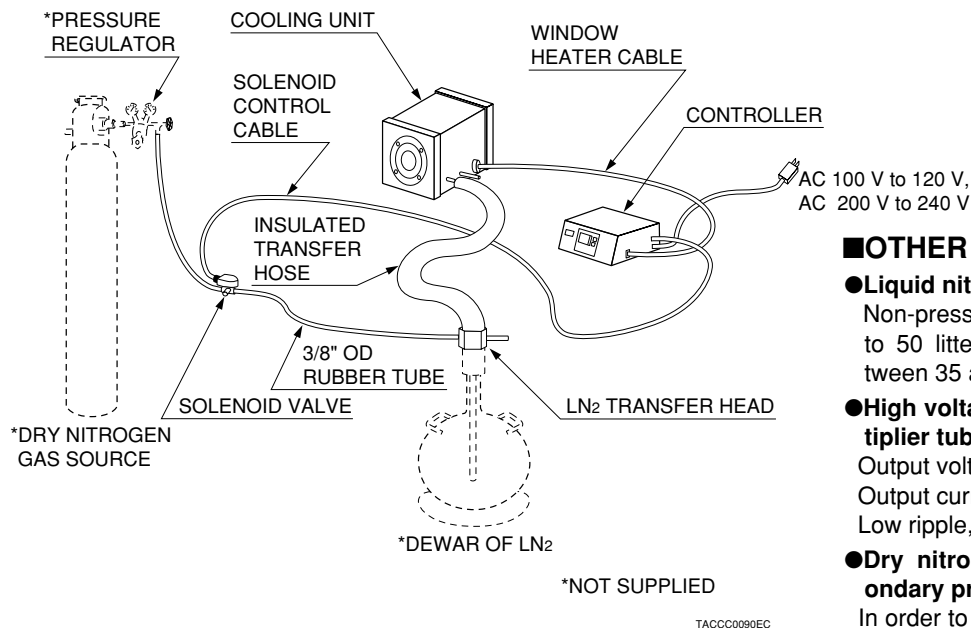 *PRESSURE
REGULATOR
COOLING UNIT
WINDOW
HEATER CABLE
SOLENOID
CONTROL
CABLE
CONTROLLER
AC 100 V to 120 V,
AC 200 V to 240 V
INSULATED
TRANSFER
HOSE
3/8" OD
RUBBER TUBE
SOLENOID VALVE
LN2 TRANSFER HEAD
*DRY NITROGEN
GAS SOURCE
*DEWAR OF LN2
*NOT SUPPLIED
TACCC0090EC
■OTHER
●Liquid nit
Non-press
to 50 litte
tween 35
●High volta
tiplier tub
Output volt
Output cur
Low ripple,
●Dry nitro
ondary pr
In order to